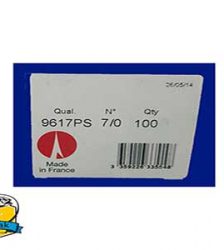 26/05/14
Qual. N° Qty
9617PS 7/0 100
Made
in France